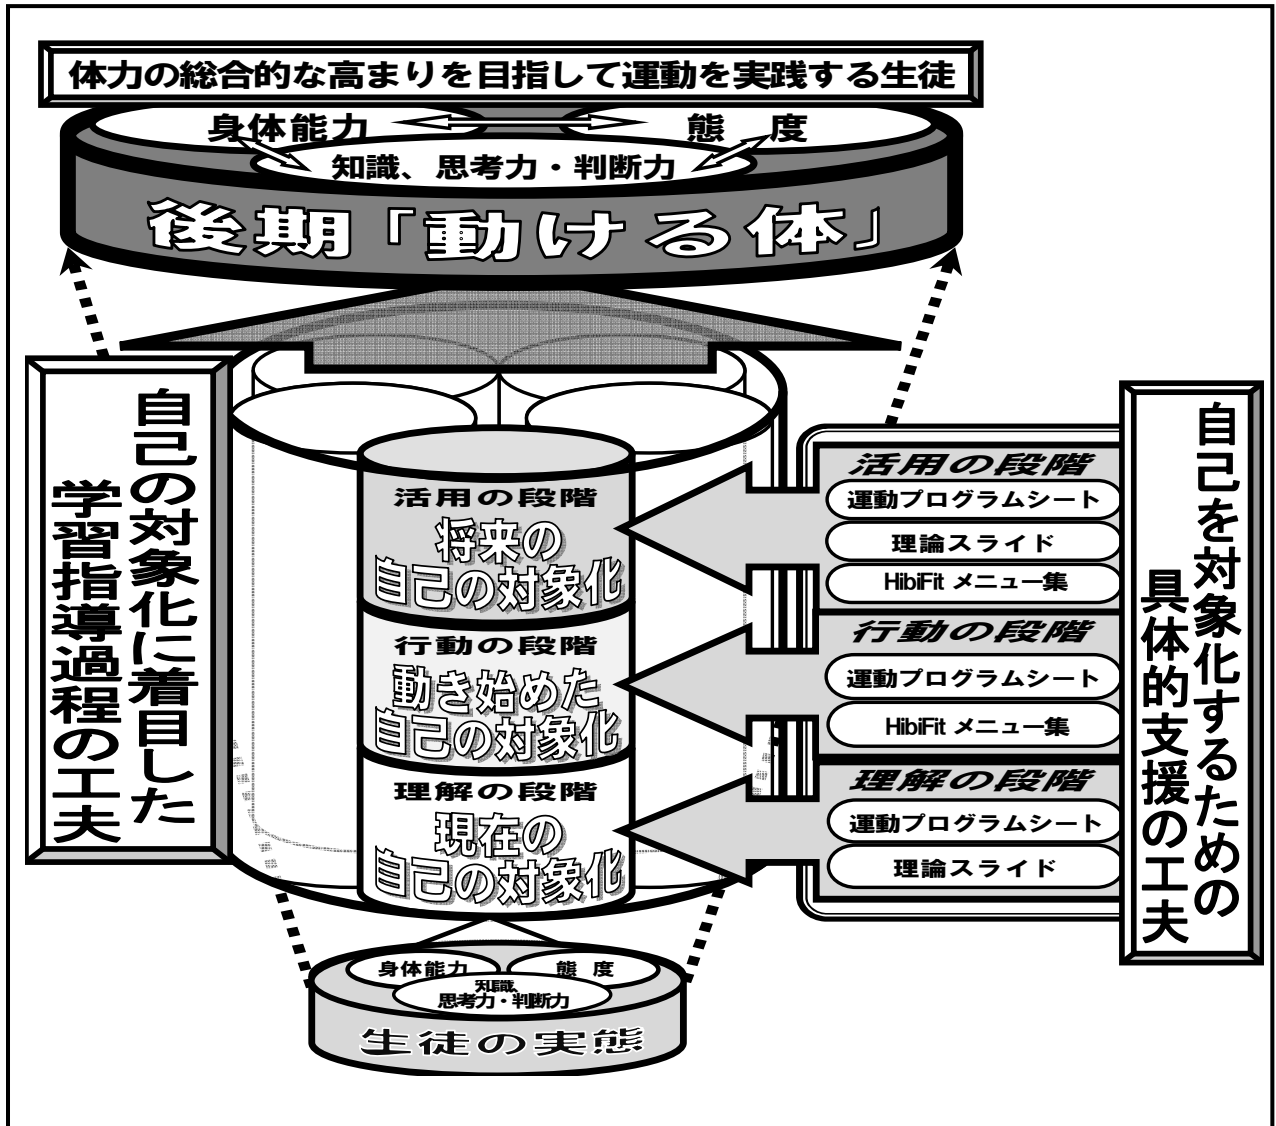 体力の総合的な高まりを目指して運動を実践する生徒
身体能力
態 度
知識、思考力・判断力
後期「動ける体」
自己の対象化に着目した
学習指導過程の工夫
活用の段階
将来の
自己の対象化
行動の段階
動き始めた
自己の対象化
理解の段階
現在の
自己の対象化
活用の段階
運動プログラムシート
理論スライド
HibiFit メニュー集
行動の段階
運動プログラムシート
HibiFit メニュー集
理解の段階
運動プログラムシート
理論スライド
自己を対象化するための
具体的支援の工夫
身体能力
態 度
知識、
思考力・判断力
生徒の実態